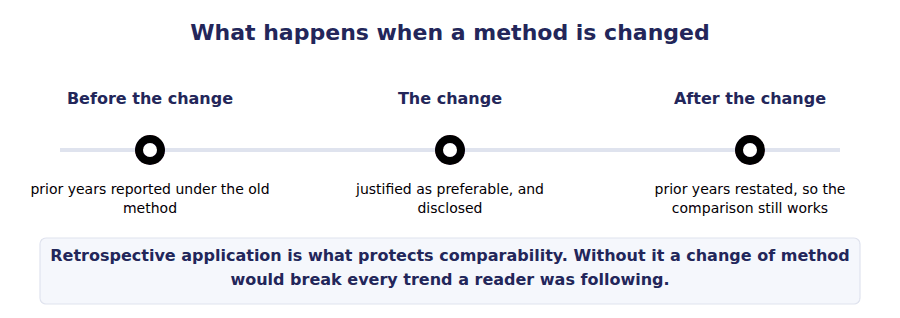 What happens when a method is changed
Before the change
The change
After the change
prior years reported under the old
method
justified as preferable, and
disclosed
prior years restated, so the
comparison still works
Retrospective application is what protects comparability. Without it a change of method
would break every trend a reader was following.